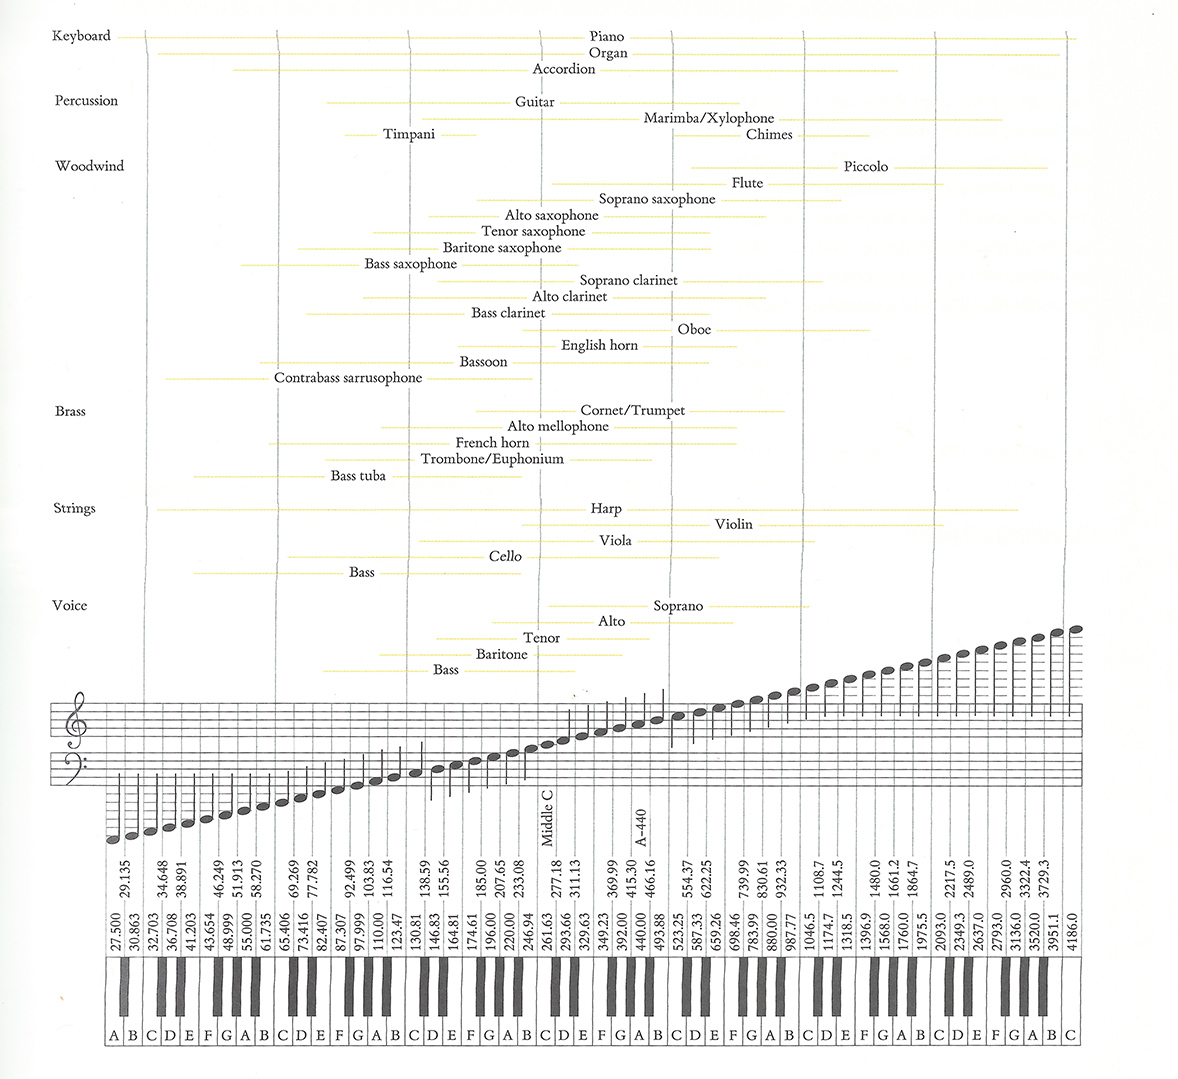 Keyboard Piano
Organ
Accordion
Percussion Guitar
Marimba/Xylophone
Timpani Chimes
Woodwind Piccolo
Flute
Soprano saxophone
Alto saxophone
Tenor saxophone
Baritone saxophone
Bass saxophone
Soprano clarinet
Alto clarinet
Bass clarinet
Oboe
English horn
Bassoon
Contrabass sarrusophone
Brass Cornet/Trumpet
Alto mellophone
French horn
Trombone/Euphonium
Bass tuba
Strings Harp
Violin
Viola
Cello
Bass
Voice Soprano
Alto
Tenor
Baritone
Bass
Middle C A-440
29.135 34.648 38.891 46.249 51.913 58.270 69.269 77.782 92.499 103.83 116.54 138.59 155.56 185.00 207.65 233.08 277.18 311.13 369.99 415.30 466.16 554.37 622.25 739.99 830.61 932.33 1108.7 1244.5 1480.0 1661.2 1864.7 2217.5 2489.0 2960.0 3322.4 3729.3
27.500 30.863 32.703 36.708 41.203 43.654 48.999 55.000 61.735 65.406 73.416 82.407 87.307 97.999 110.00 123.47 130.81 146.83 164.81 174.61 196.00 220.00 246.94 261.63 293.66 329.63 349.23 392.00 440.00 493.88 523.25 587.33 659.26 698.46 783.99 880.00 987.77 1046.5 1174.7 1318.5 1396.9 1568.0 1760.0 1975.5 2093.0 2349.3 2637.0 2793.0 3136.0 3520.0 3951.1 4186.0
A B C D E F G A B C D E F G A B C D E F G A B C D E F G A B C D E F G A B C D E F G A B C D E F G A B C